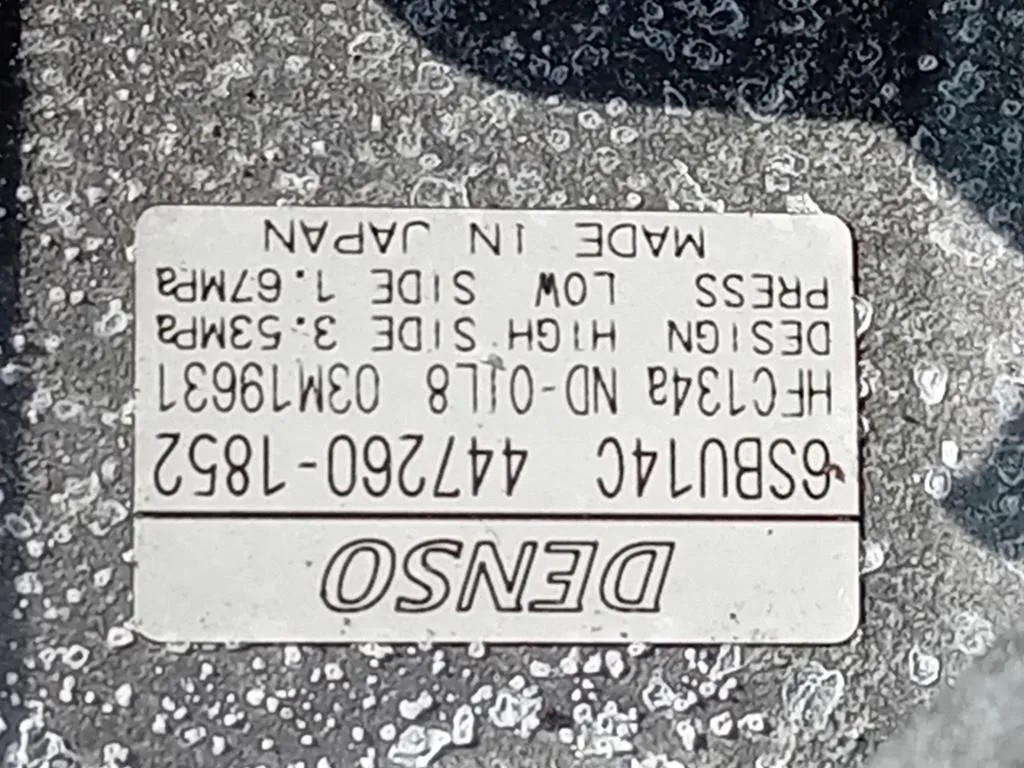 DENSO
6SBU14C 447260-1852
HFC134a ND-OIL8 03M19631
DESIGN HIGH SIDE 3.53MPa
PRESS LOW SIDE 1.67MPa
MADE IN JAPAN